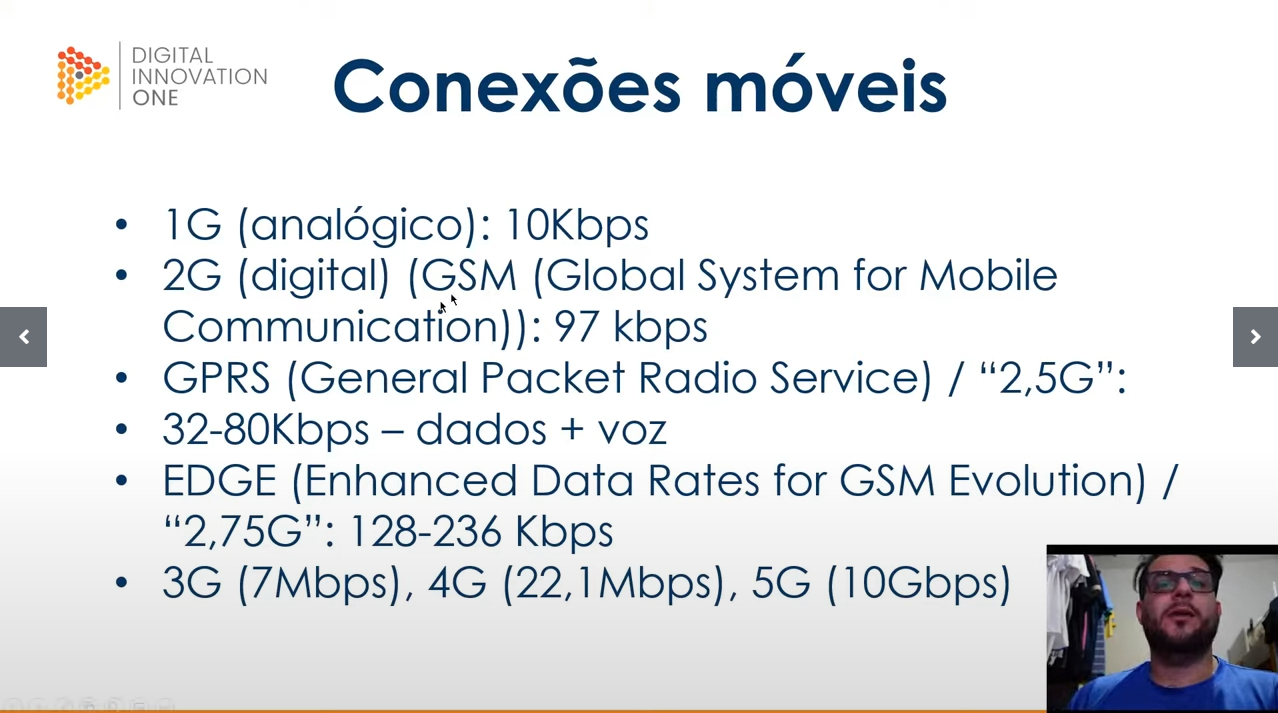 DIGITAL
INNOVATION
ONE
Conexões móveis
• 1G (analógico): 10Kbps
• 2G (digital) (GSM (Global System for Mobile
Communication)): 97 kbps
• GPRS (General Packet Radio Service) / “2,5G”:
• 32-80Kbps – dados + voz
• EDGE (Enhanced Data Rates for GSM Evolution) /
“2,75G”: 128-236 Kbps
• 3G (7Mbps), 4G (22,1Mbps), 5G (10Gbps)